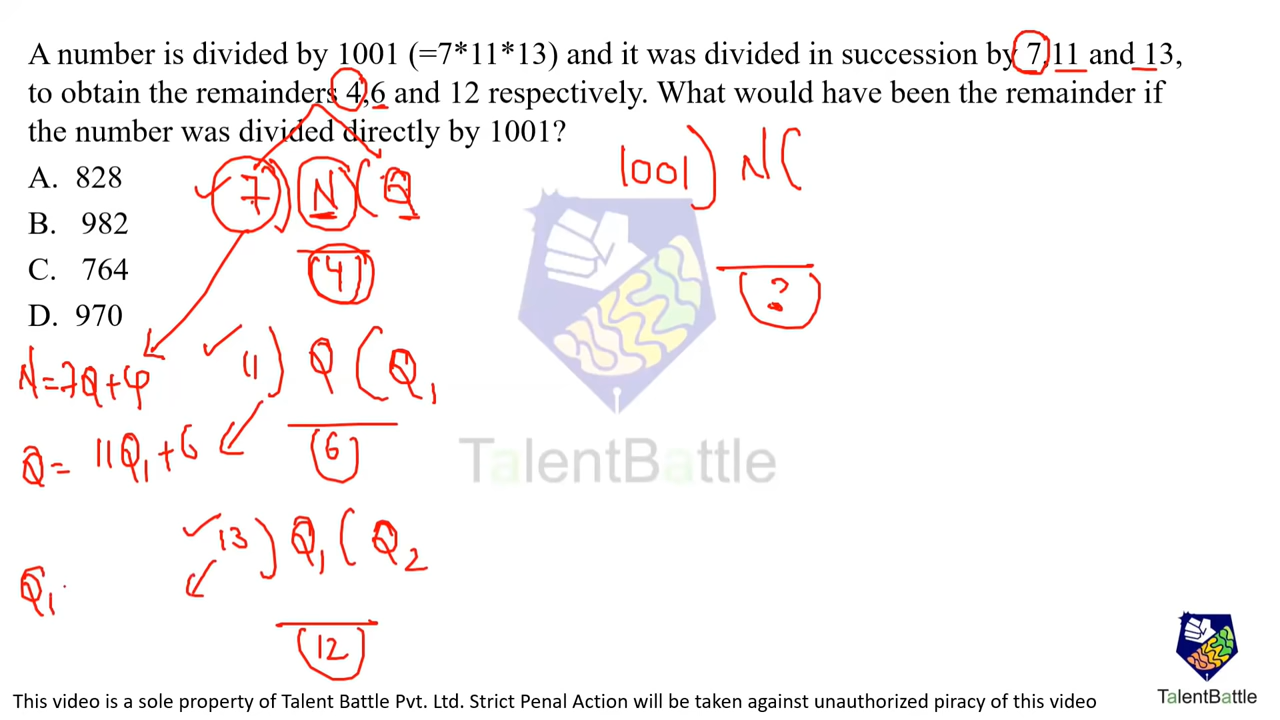 A number is divided by 1001 (=7*11*13) and it was divided in succession by 7,11 and 13,
to obtain the remainders 4,6 and 12 respectively. What would have been the remainder if
the number was divided directly by 1001?
A. 828
B. 982
C. 764
D. 970
7) N (Q
(4)
1001) N(
?
11) Q (Q₁
(6)
N=7Q+4
Q= 11Q₁+6
13) Q₁ (Q₂
(12)
Q₁
TalentBattle
TalentBattle
This video is a sole property of Talent Battle Pvt. Ltd. Strict Penal Action will be taken against unauthorized piracy of this video